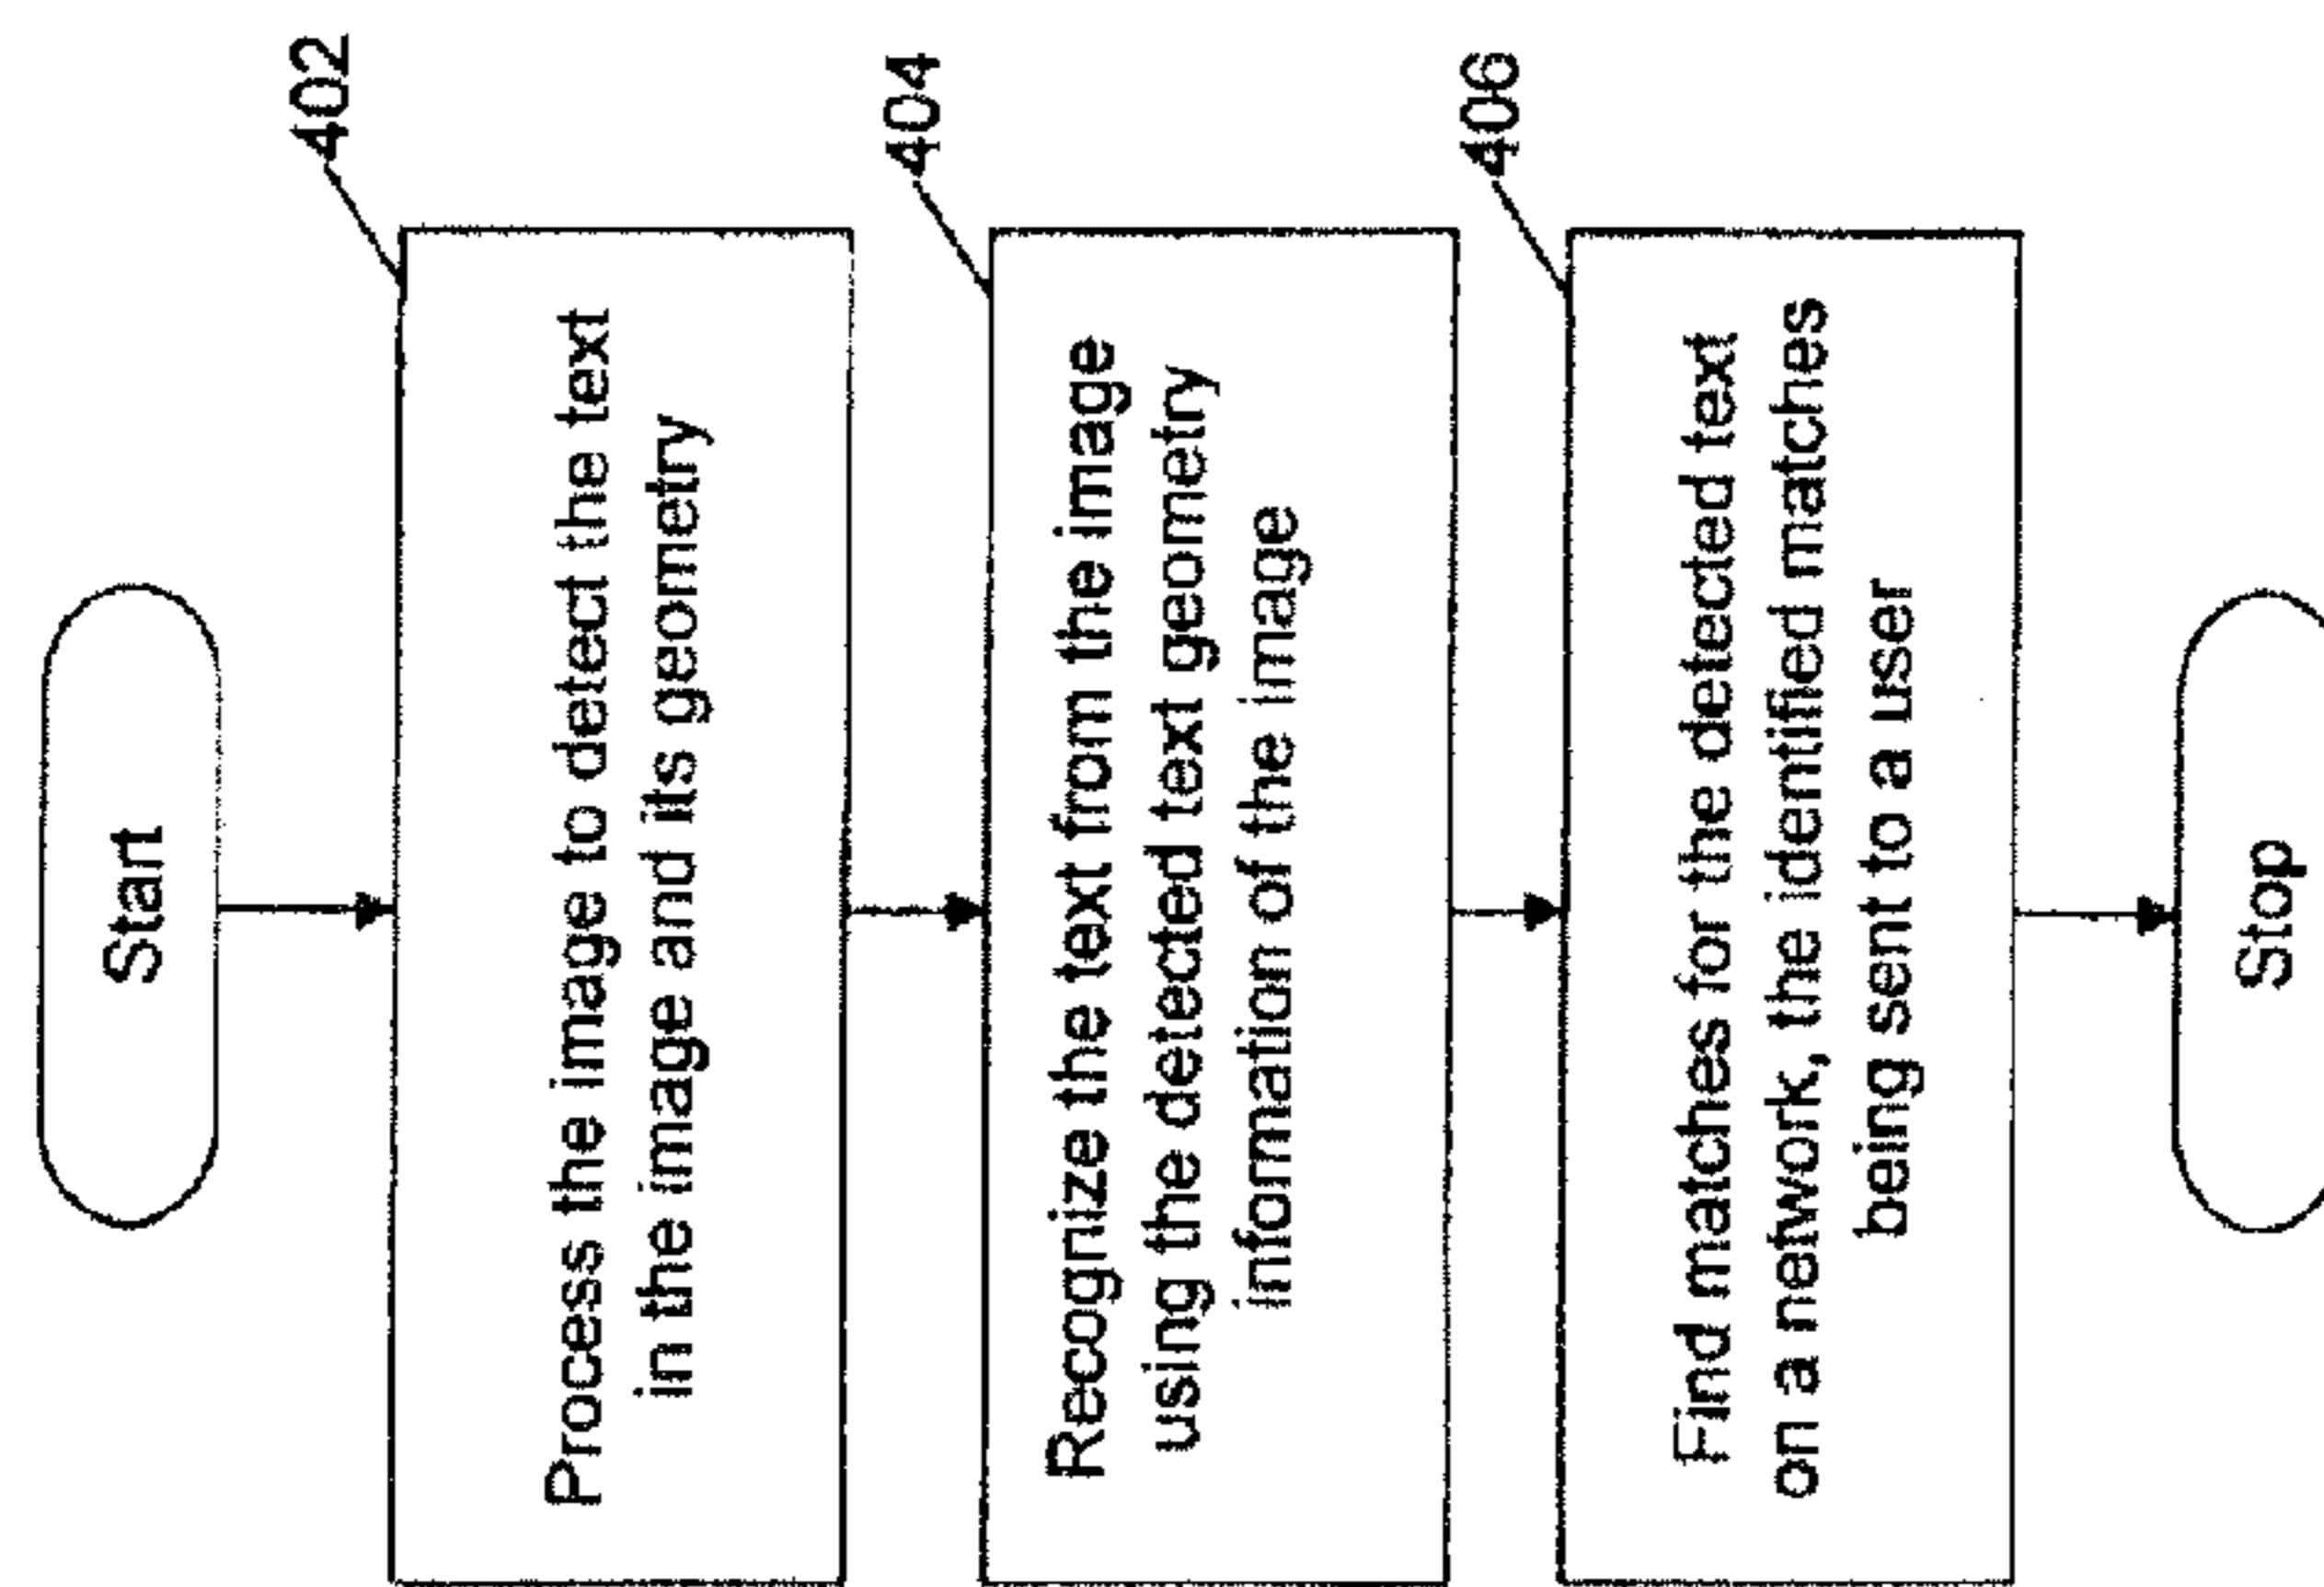 Start
402
Process the image to detect the text
in the image and its geometry
404
Recognize the text from the image
using the detected text geometry
information of the image
406
Find matches for the detected text
on a network, the identified matches
being sent to a user
Stop